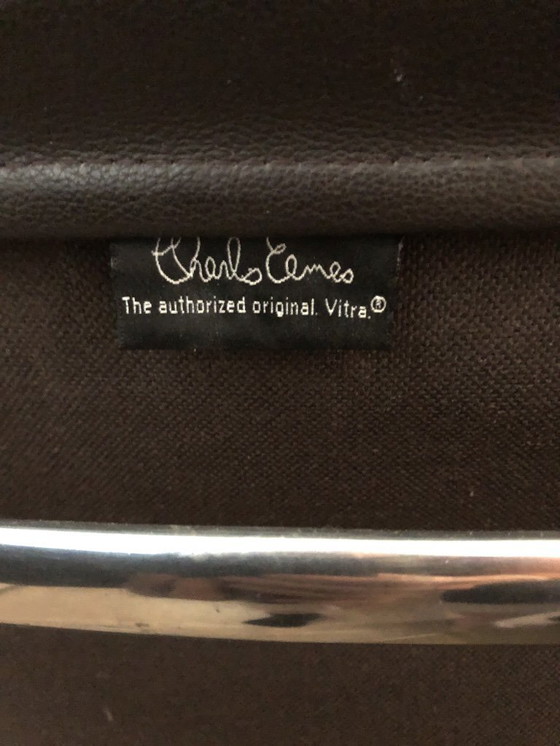 Charles Eames
The authorized original. Vitra.®